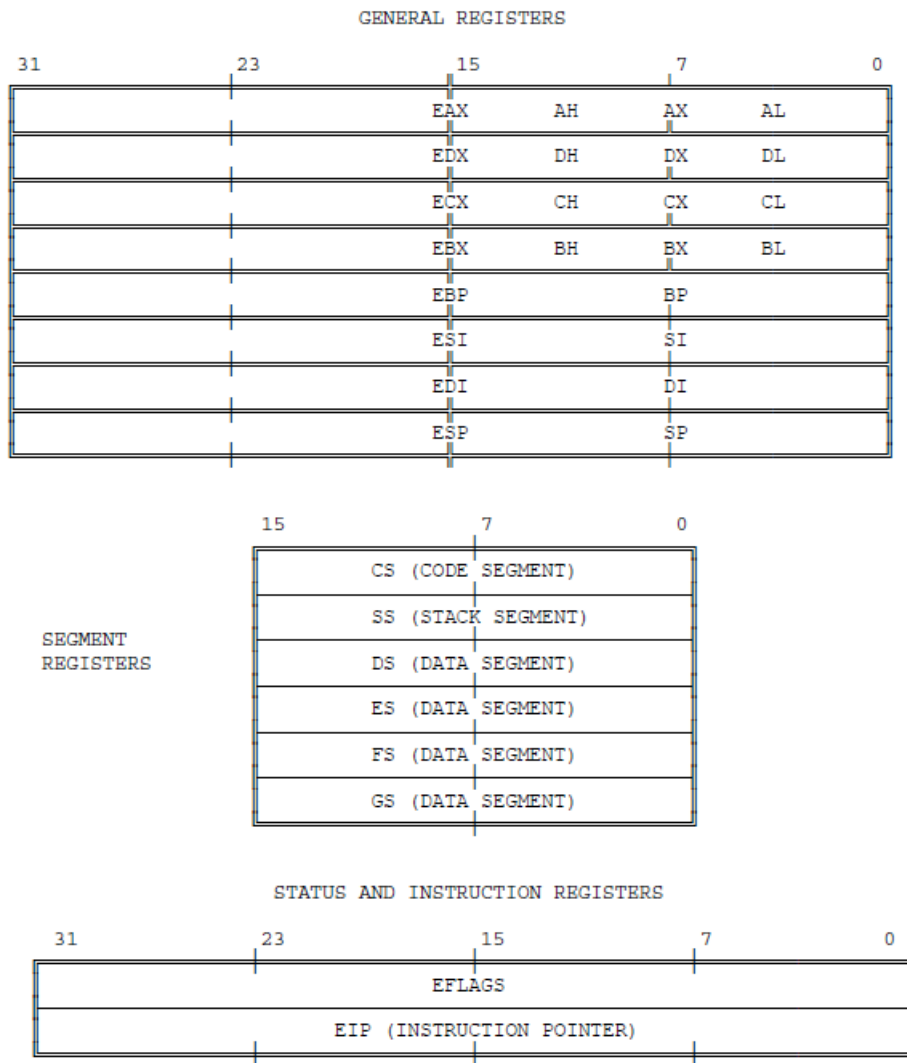 GENERAL REGISTERS
31 23 15 7 0
EAX AH AX AL
EDX DH DX DL
ECX CH CX CL
EBX BH BX BL
EBP BP
ESI SI
EDI DI
ESP SP
15 7 0
CS (CODE SEGMENT)
SS (STACK SEGMENT)
SEGMENT
REGISTERS
DS (DATA SEGMENT)
ES (DATA SEGMENT)
FS (DATA SEGMENT)
GS (DATA SEGMENT)
STATUS AND INSTRUCTION REGISTERS
31 23 15 7 0
EFLAGS
EIP (INSTRUCTION POINTER)